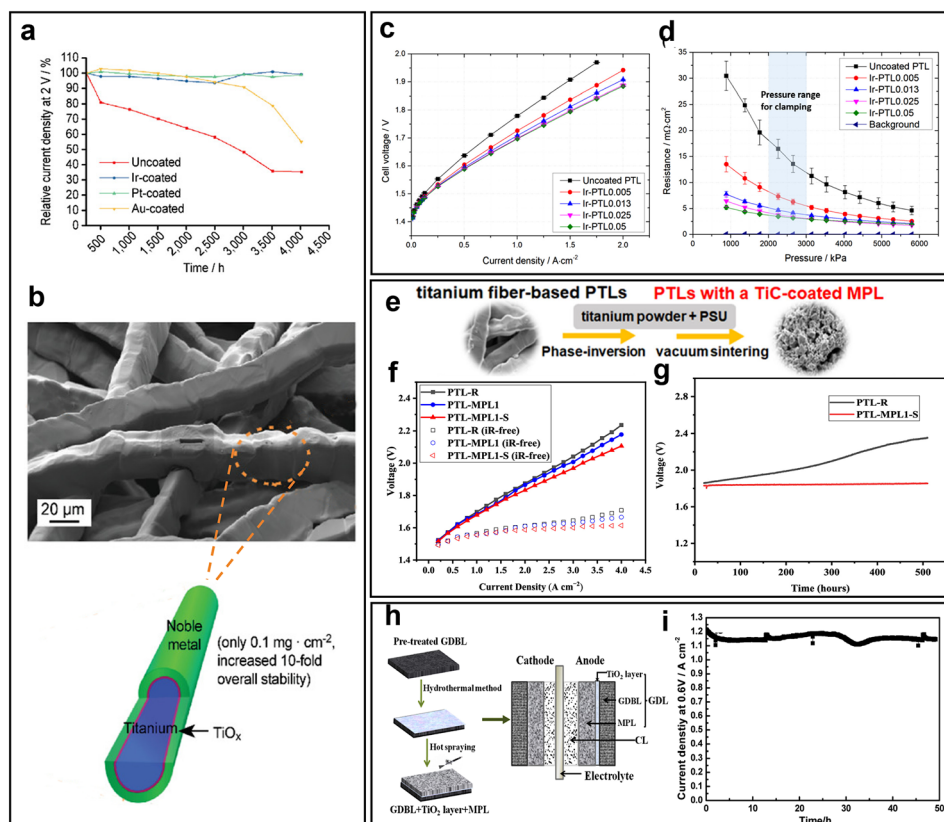 a
Relative current density at 2 V / %
110
100
90
80
70
60
50
40
30
20
10
0
Uncoated
Ir-coated
Pt-coated
Au-coated
500 1,000 1,500 2,000 2,500 3,000 3,500 4,000 4,500
Time / h
b
20 μm
Noble
metal
(only 0.1 mg · cm-2,
increased 10-fold
overall stability)
Titanium
TiOx
c
Cell voltage / V
2.0
1.9
1.8
1.7
1.6
1.5
1.4
Uncoated PTL
Ir-PTL0.005
Ir-PTL0.013
Ir-PTL0.025
Ir-PTL0.05
0.0 0.25 0.5 0.75 1.0 1.25 1.5 1.75 2.0
Current density / A·cm-2
d
Resistance / mΩ·cm2
35
30
25
20
15
10
5
0
Pressure range
for clamping
Uncoated PTL
Ir-PTL0.005
Ir-PTL0.013
Ir-PTL0.025
Ir-PTL0.05
Background
0 1000 2000 3000 4000 5000 6000
Pressure / kPa
e
titanium fiber-based PTLs PTLs with a TiC-coated MPL
titanium powder + PSU
Phase-inversion vacuum sintering
f
Voltage (V)
2.4
2.2
2.0
1.8
1.6
1.4
PTL-R
PTL-MPL1
PTL-MPL1-S
PTL-R (iR-free)
PTL-MPL1 (iR-free)
PTL-MPL1-S (iR-free)
0.0 0.5 1.0 1.5 2.0 2.5 3.0 3.5 4.0 4.5
Current Density (A cm-2)
g
Voltage (V)
2.8
2.4
2.0
1.6
1.2
PTL-R
PTL-MPL1-S
0 100 200 300 400 500
Time (hours)
h
Pre-treated GDBL
Hydrothermal method
Hot spraying
GDBL+TiO2 layer+MPL
Cathode Anode
TiO2 layer
GDBL
GDL
MPL
CL
Electrolyte
i
Current denstiy at 0.6V/ A cm-2
1.3
1.2
1.1
1.0
0.9
0.8
0.7
0.6
0.5
0.4
0.3
0.2
0.1
0.0
0 10 20 30 40 50
Time/h